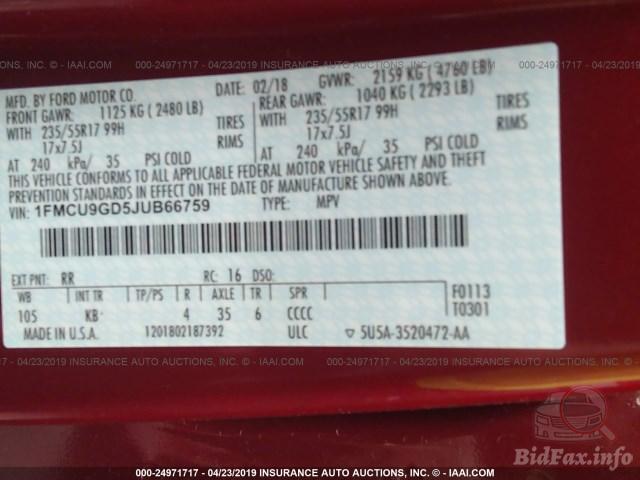 AUCTIONS, INC. - IAAI.COM 000-24971717 - 04/23/2019 INSURANCE AUTO AUCTIONS, INC. - IAAI.COM 000-24971717 - 04/23/20
MFD. BY FORD MOTOR CO. DATE: 02/18 GVWR: 2159 KG ( 4760 LB)
FRONT GAWR: 1125 KG ( 2480 LB) REAR GAWR: 1040 KG ( 2293 LB)
WITH 235/55R17 99H TIRES WITH 235/55R17 99H TIRES
17x7.5J RIMS 17x7.5J RIMS
AT 240 kPa/ 35 PSI COLD AT 240 kPa/ 35 PSI COLD
THIS VEHICLE CONFORMS TO ALL APPLICABLE FEDERAL MOTOR VEHICLE SAFETY AND THEFT
PREVENTION STANDARDS IN EFFECT ON THE DATE OF MANUFACTURE SHOWN ABOVE.
VIN: 1FMCU9GD5JUB66759 TYPE: MPV
EXT PNT: RR RC: 16 DSO:
WB INT TR TP/PS R AXLE TR SPR F0113
105 KB 4 35 6 CCCC T0301
MADE IN U.S.A. 1201802187392 ULC 5U5A-3520472-AA
AUCTIONS, INC. - IAAI.COM 000-24971717 - 04/23/2019 INSURANCE AUTO AUCTIONS, INC. - IAAI.COM 000-24971717 - 04/23/20
BidFax.info
000-24971717 - 04/23/2019 INSURANCE AUTO AUCTIONS, INC. - IAAI.COM